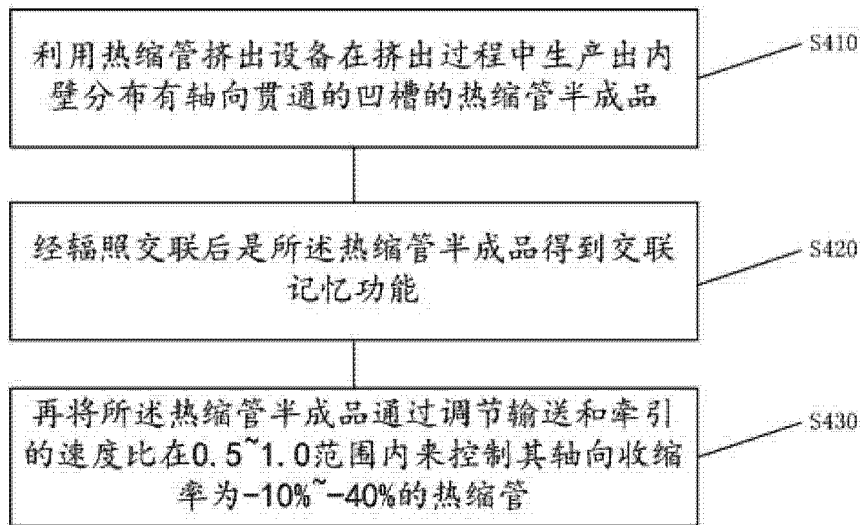 利用热缩管挤出设备在挤出过程中生产出内
壁分布有轴向贯通的凹槽的热缩管半成品
S410
经辐照交联后是所述热缩管半成品得到交联
记忆功能
S420
再将所述热缩管半成品通过调节输送和牵引
的速度比在0.5~1.0范围内来控制其轴向收缩
率为-10%~-40%的热缩管
S430